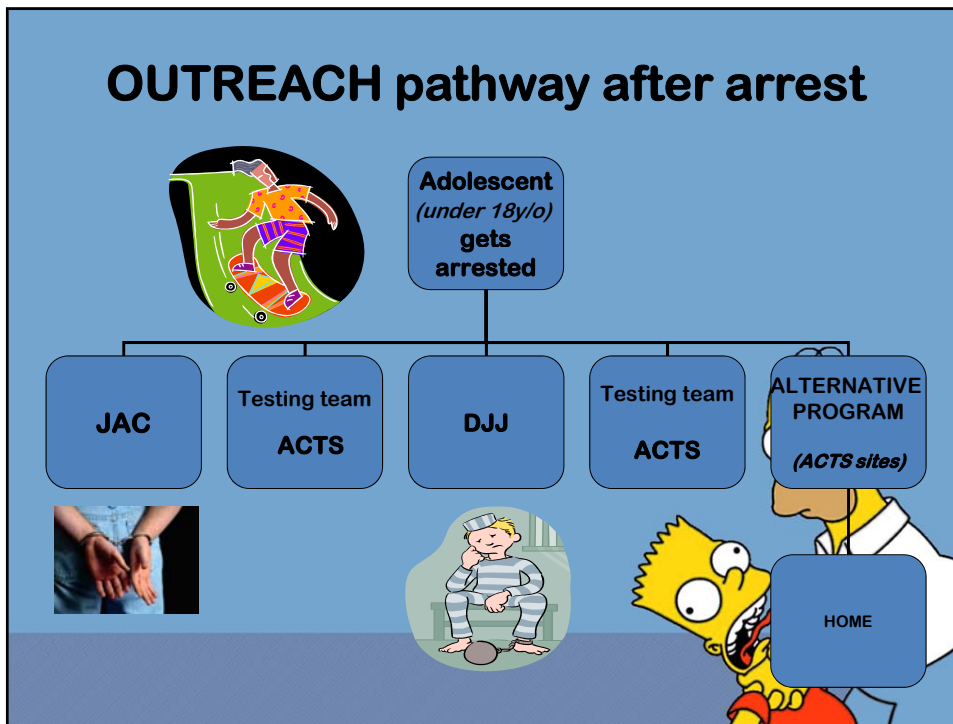 OUTREACH pathway after arrest
Adolescent
(under 18y/o)
gets
arrested
JAC
Testing team
ACTS
DJJ
Testing team
ACTS
ALTERNATIVE
PROGRAM
(ACTS sites)
HOME